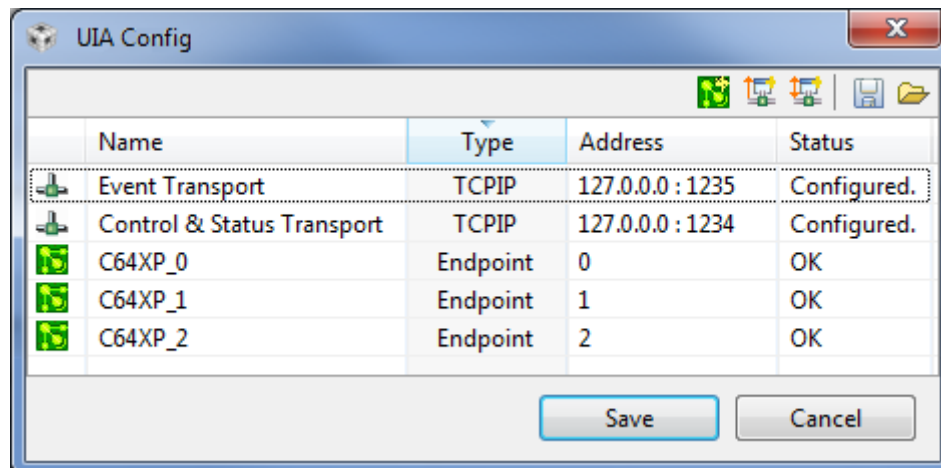 UIA Config
Name Type Address Status
Event Transport TCPIP 127.0.0.0 : 1235 Configured.
Control & Status Transport TCPIP 127.0.0.0 : 1234 Configured.
C64XP_0 Endpoint 0 OK
C64XP_1 Endpoint 1 OK
C64XP_2 Endpoint 2 OK
Save Cancel